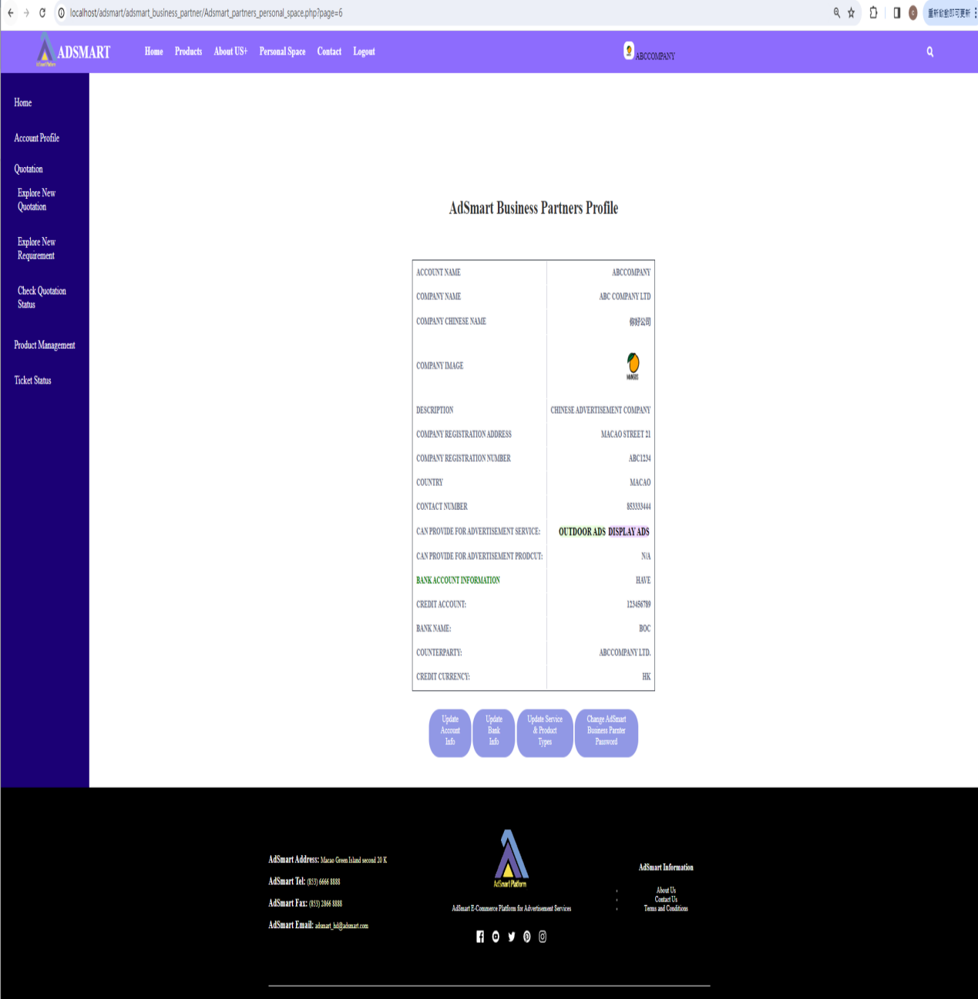 localhost/adsmart/adsmart_business_partner/Adsmart_partners_personal_space.php?page=6
重新啟動即可更新
AdSmart Platform
ADSMART
Home Products About US+ Personal Space Contact Logout
ABCCOMPANY
Home
Account Profile
Quotation
Explore New
Quotation
Explore New
Requirement
Check Quotation
Status
Product Management
Ticket Status
AdSmart Business Partners Profile
ACCOUNT NAME ABCCOMPANY
COMPANY NAME ABC COMPANY LTD
COMPANY CHINESE NAME 你好公司
COMPANY IMAGE
MANGOS
DESCRIPTION CHINESE ADVERTISEMENT COMPANY
COMPANY REGISTRATION ADDRESS MACAO STREET 21
COMPANY REGISTRATION NUMBER ABC1234
COUNTRY MACAO
CONTACT NUMBER 853333444
CAN PROVIDE FOR ADVERTISEMENT SERVICE: OUTDOOR ADS DISPLAY ADS
CAN PROVIDE FOR ADVERTISEMENT PRODCUT: N/A
BANK ACCOUNT INFORMATION HAVE
CREDIT ACCOUNT: 123456789
BANK NAME: BOC
COUNTERPARTY: ABCCOMPANY LTD.
CREDIT CURRENCY: HK
Update
Account
Info
Update
Bank
Info
Update Service
& Product
Types
Change AdSmart
Business Parnter
Password
AdSmart Address: Macao Green Island second 20 K
AdSmart Tel: (853) 6666 8888
AdSmart Fax: (853) 2866 8888
AdSmart Email: adsmart_hd@adsmart.com
AdSmart Platform
AdSmart E-Commerce Platform for Advertisement Services
AdSmart Information
About Us
Contact Us
Terms and Conditions